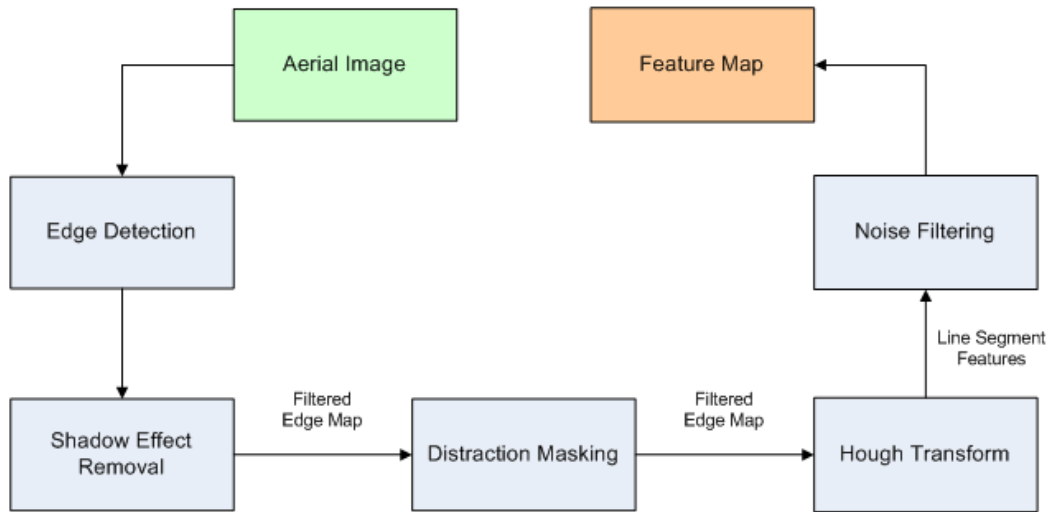 Aerial Image
Feature Map
Edge Detection
Noise Filtering
Line Segment
Features
Filtered
Edge Map
Filtered
Edge Map
Shadow Effect
Removal
Distraction Masking
Hough Transform